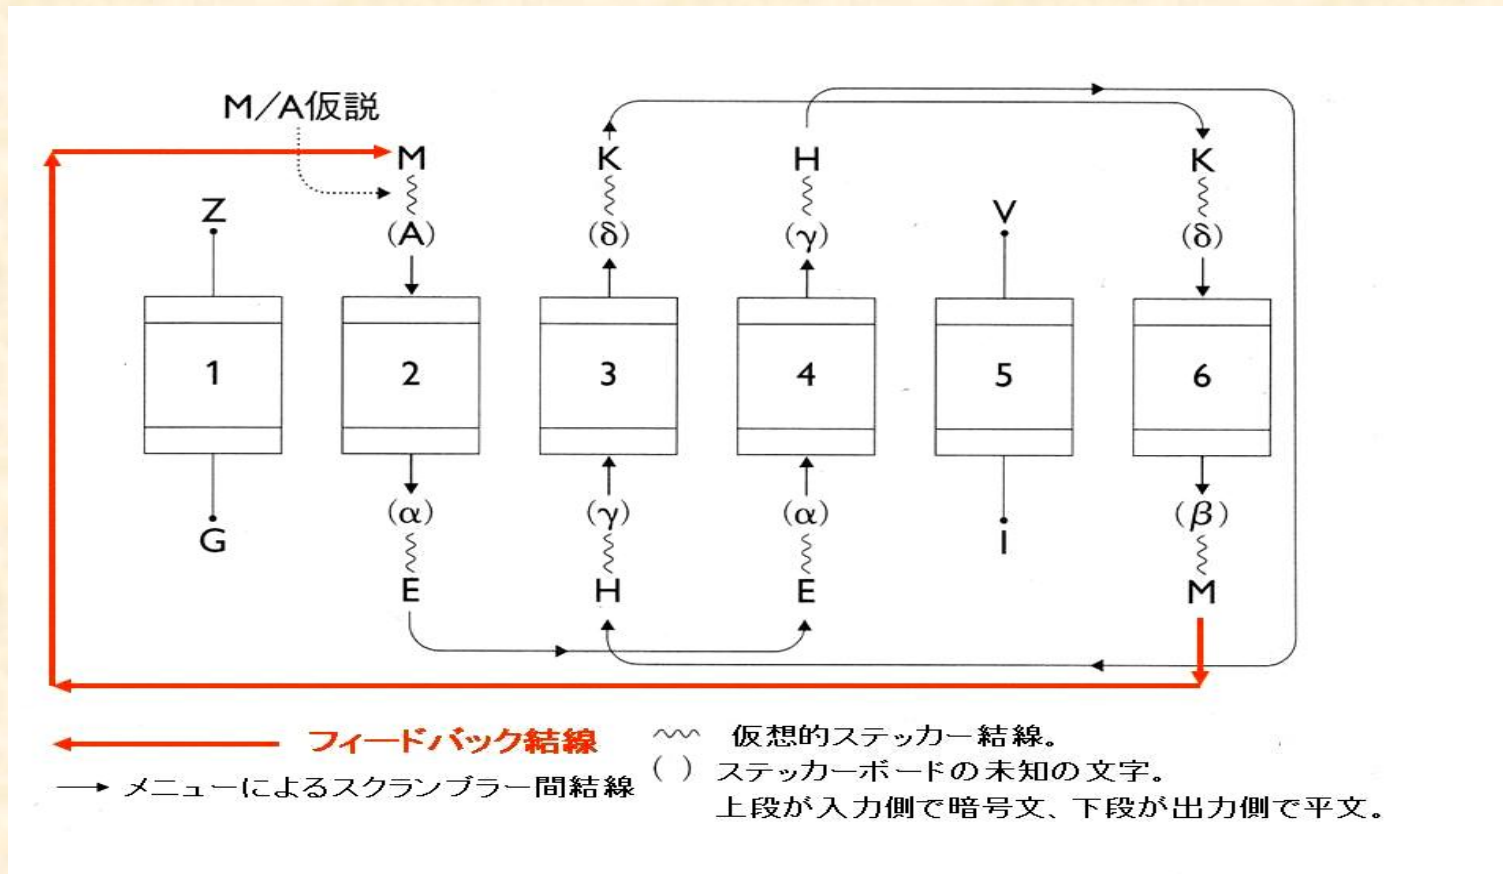 M/A仮説
M K H K
Z V
(A) (δ) (γ) (δ)
1 2 3 4 5 6
(α) (γ) (α) (β)
G I
E H E M
フィードバック結線
〰 仮想的ステッカー結線。
→ メニューによるスクランブラー間結線
( ) ステッカーボードの未知の文字。
上段が入力側で暗号文、下段が出力側で平文。